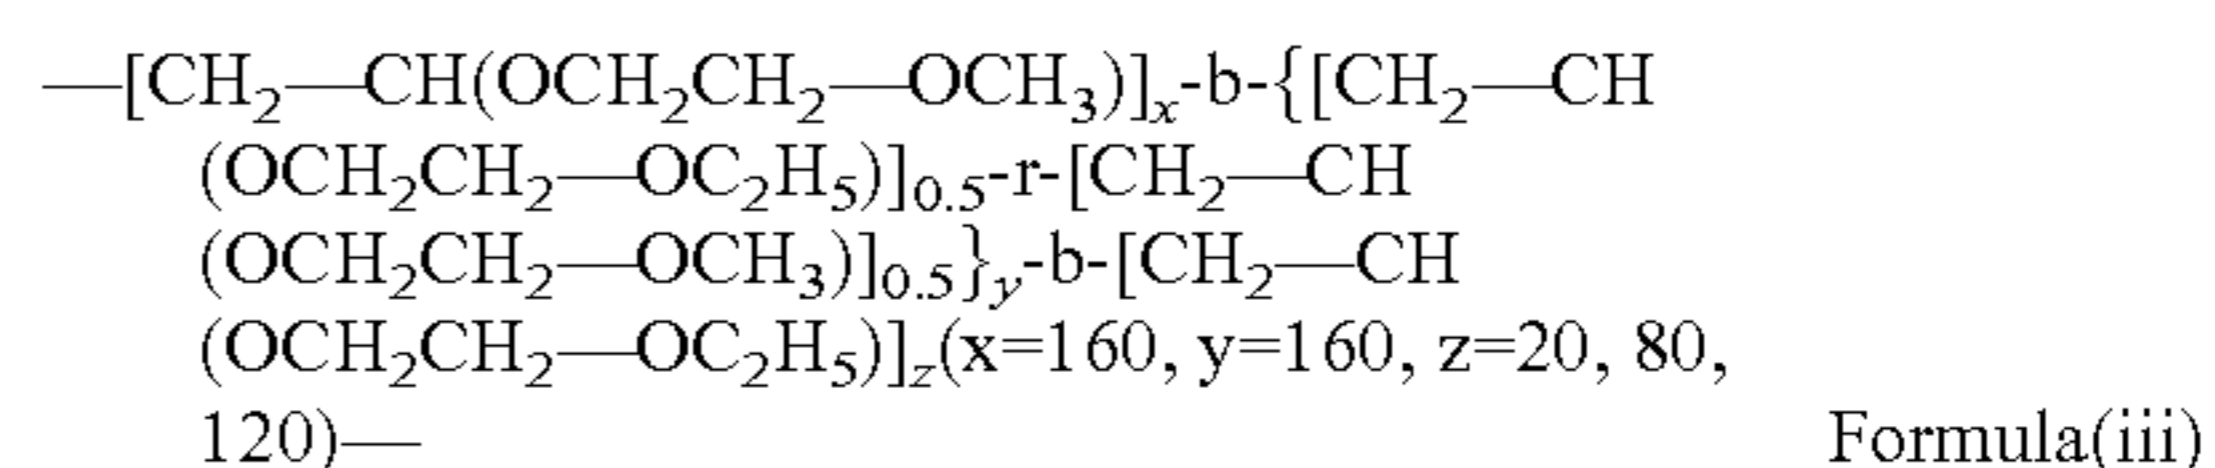 —[CH₂—CH(OCH₂CH₂—OCH₃)]ₓ-b-{[CH₂—CH
(OCH₂CH₂—OC₂H₅)]₀.₅-r-[CH₂—CH
(OCH₂CH₂—OCH₃)]₀.₅}y-b-[CH₂—CH
(OCH₂CH₂—OC₂H₅)]z(x=160, y=160, z=20, 80,
120)— Formula(iii)